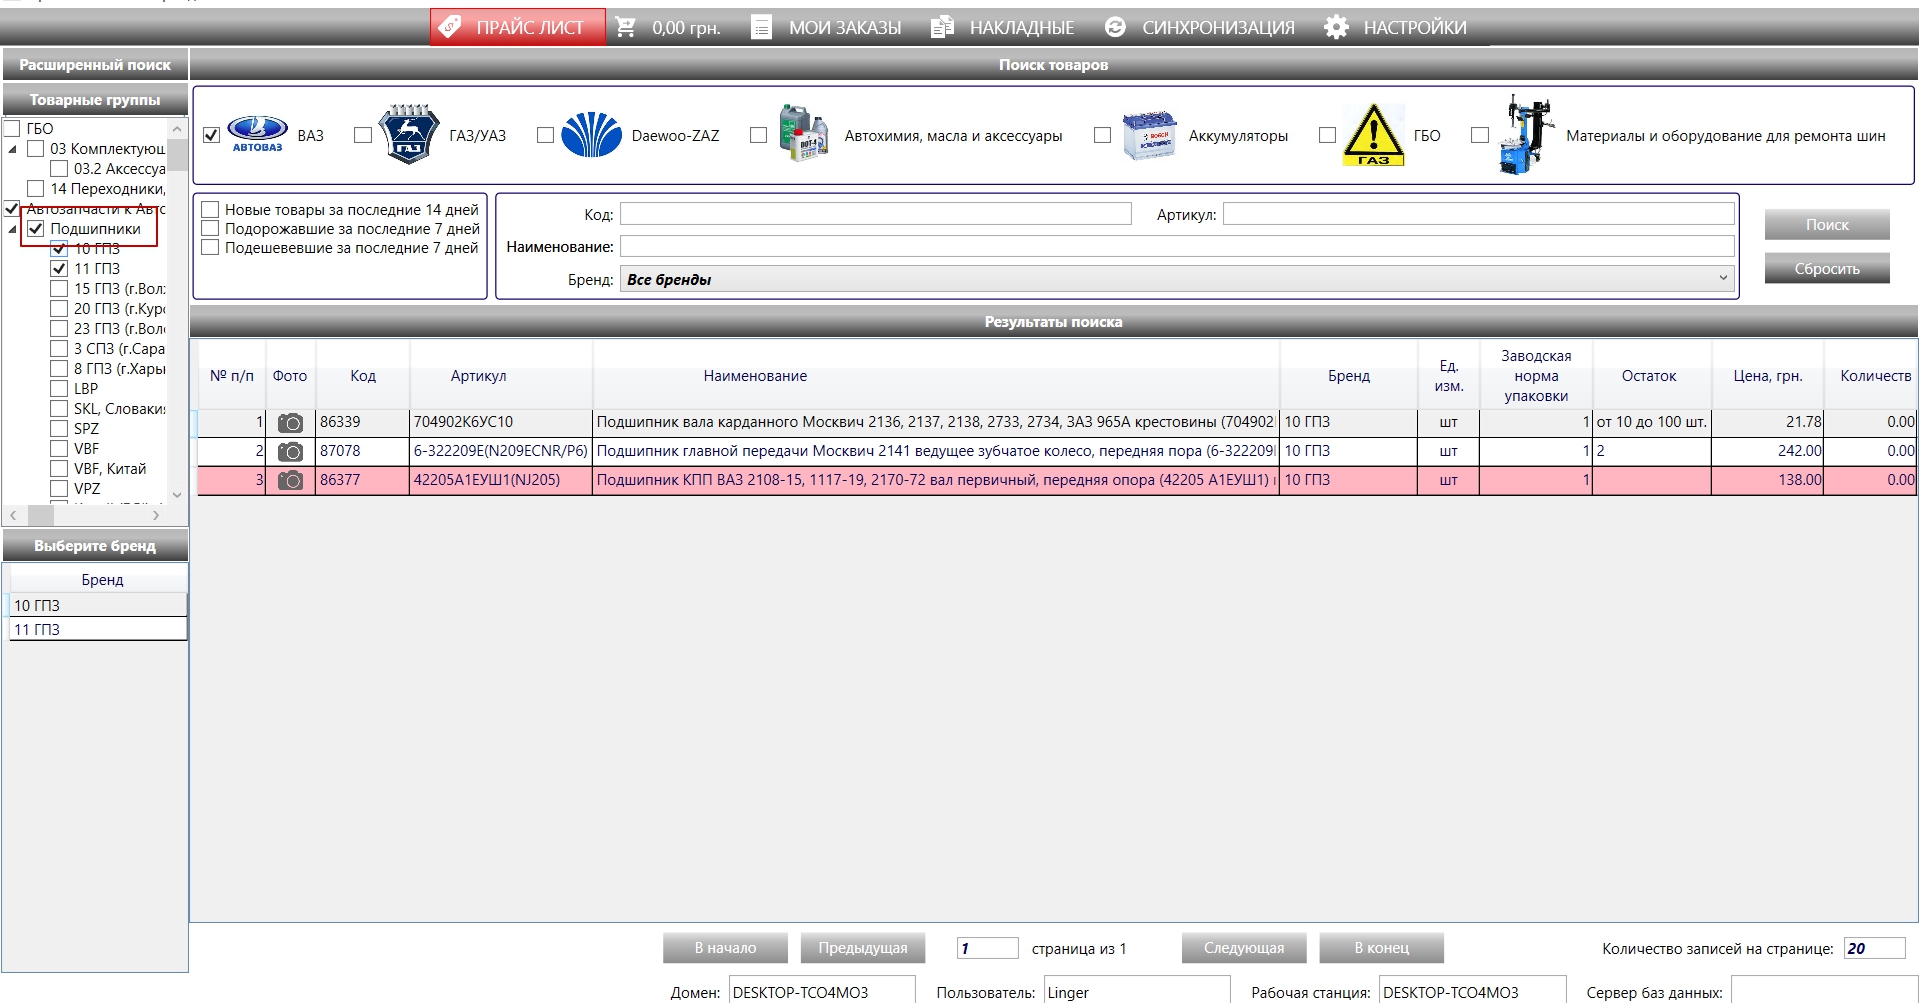 ПРАЙС ЛИСТ
0,00 грн.
МОИ ЗАКАЗЫ
НАКЛАДНЫЕ
СИНХРОНИЗАЦИЯ
НАСТРОЙКИ
Расширенный поиск
Поиск товаров
Товарные группы
ГБО
03 Комплектующ
03.2 Аксессуа
14 Переходники,
Автозапчасти к Авто
Подшипники
10 ГПЗ
11 ГПЗ
15 ГПЗ (г.Волж
20 ГПЗ (г.Курс
23 ГПЗ (г.Воло
3 СПЗ (г.Сара
8 ГПЗ (г.Харьк
LBP
SKL, Словакия
SPZ
VBF
VBF, Китай
VPZ
АВТОВАЗ
ВАЗ
ГАЗ
ГАЗ/УАЗ
Daewoo-ZAZ
DOT-4
Автохимия, масла и аксессуары
BOSCH
Аккумуляторы
ГАЗ
ГБО
Материалы и оборудование для ремонта шин
Новые товары за последние 14 дней
Подорожавшие за последние 7 дней
Подешевевшие за последние 7 дней
Код:
Артикул:
Наименование:
Бренд:
Все бренды
Поиск
Сбросить
Результаты поиска
№ п/п Фото Код Артикул Наименование Бренд Ед. изм. Заводская норма упаковки Остаток Цена, грн. Количеств
1 86339 704902К6УС10 Подшипник вала карданного Москвич 2136, 2137, 2138, 2733, 2734, ЗАЗ 965А крестовины (704902 10 ГПЗ шт 1 от 10 до 100 шт. 21.78 0.00
2 87078 6-322209Е(N209ECNR/P6) Подшипник главной передачи Москвич 2141 ведущее зубчатое колесо, передняя пора (6-322209 10 ГПЗ шт 1 2 242.00 0.00
3 86377 42205А1ЕУШ1(NJ205) Подшипник КПП ВАЗ 2108-15, 1117-19, 2170-72 вал первичный, передняя опора (42205 А1ЕУШ1) 10 ГПЗ шт 1 138.00 0.00
Выберите бренд
Бренд
10 ГПЗ
11 ГПЗ
В начало
Предыдущая
1
страница из 1
Следующая
В конец
Количество записей на странице: 20
Домен: DESKTOP-TCO4MO3
Пользователь: Linger
Рабочая станция: DESKTOP-TCO4MO3
Сервер баз данных: